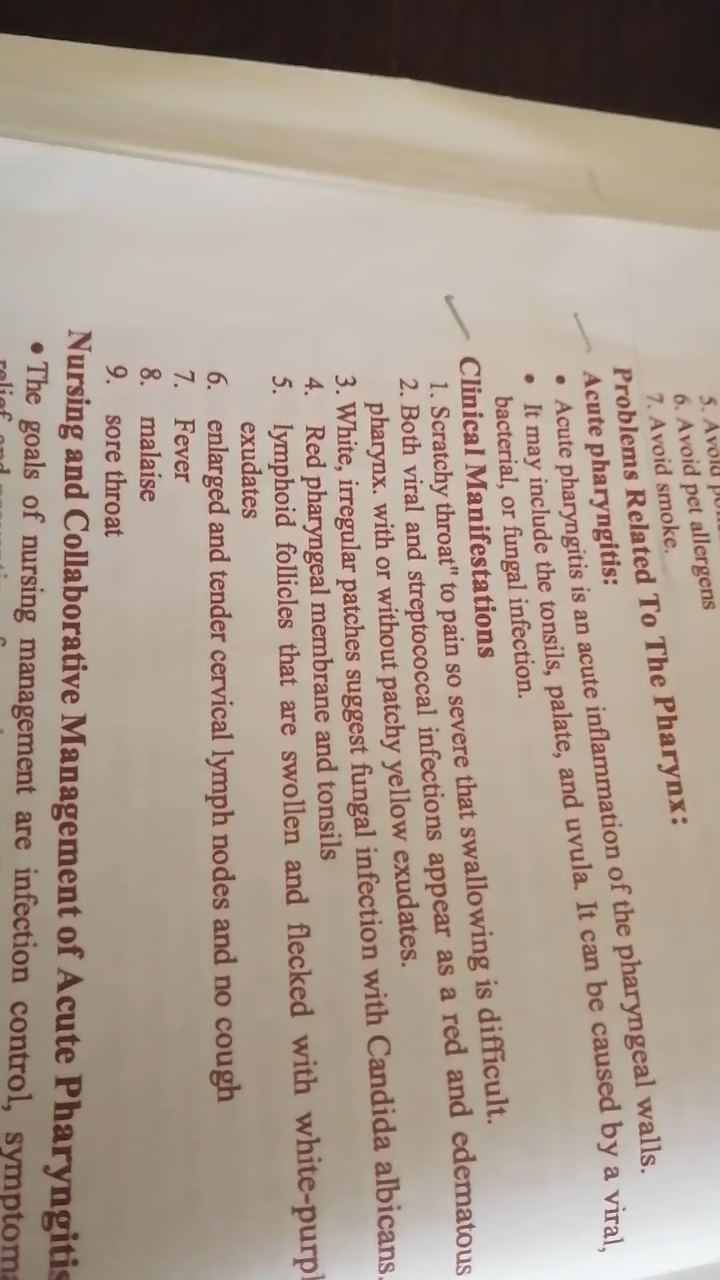 5. Avoid
6. Avoid pet allergens
7. Avoid smoke.
Problems Related To The Pharynx:
Acute pharyngitis:
• Acute pharyngitis is an acute inflammation of the pharyngeal walls.
• It may include the tonsils, palate, and uvula. It can be caused by a viral,
bacterial, or fungal infection.
Clinical Manifestations
1. Scratchy throat" to pain so severe that swallowing is difficult.
2. Both viral and streptococcal infections appear as a red and edematous
pharynx. with or without patchy yellow exudates.
3. White, irregular patches suggest fungal infection with Candida albicans.
4. Red pharyngeal membrane and tonsils
5. lymphoid follicles that are swollen and flecked with white-purpl
exudates
6. enlarged and tender cervical lymph nodes and no cough
7. Fever
8. malaise
9. sore throat
Nursing and Collaborative Management of Acute Pharyngitis
• The goals of nursing management are infection control, symptom
relief and